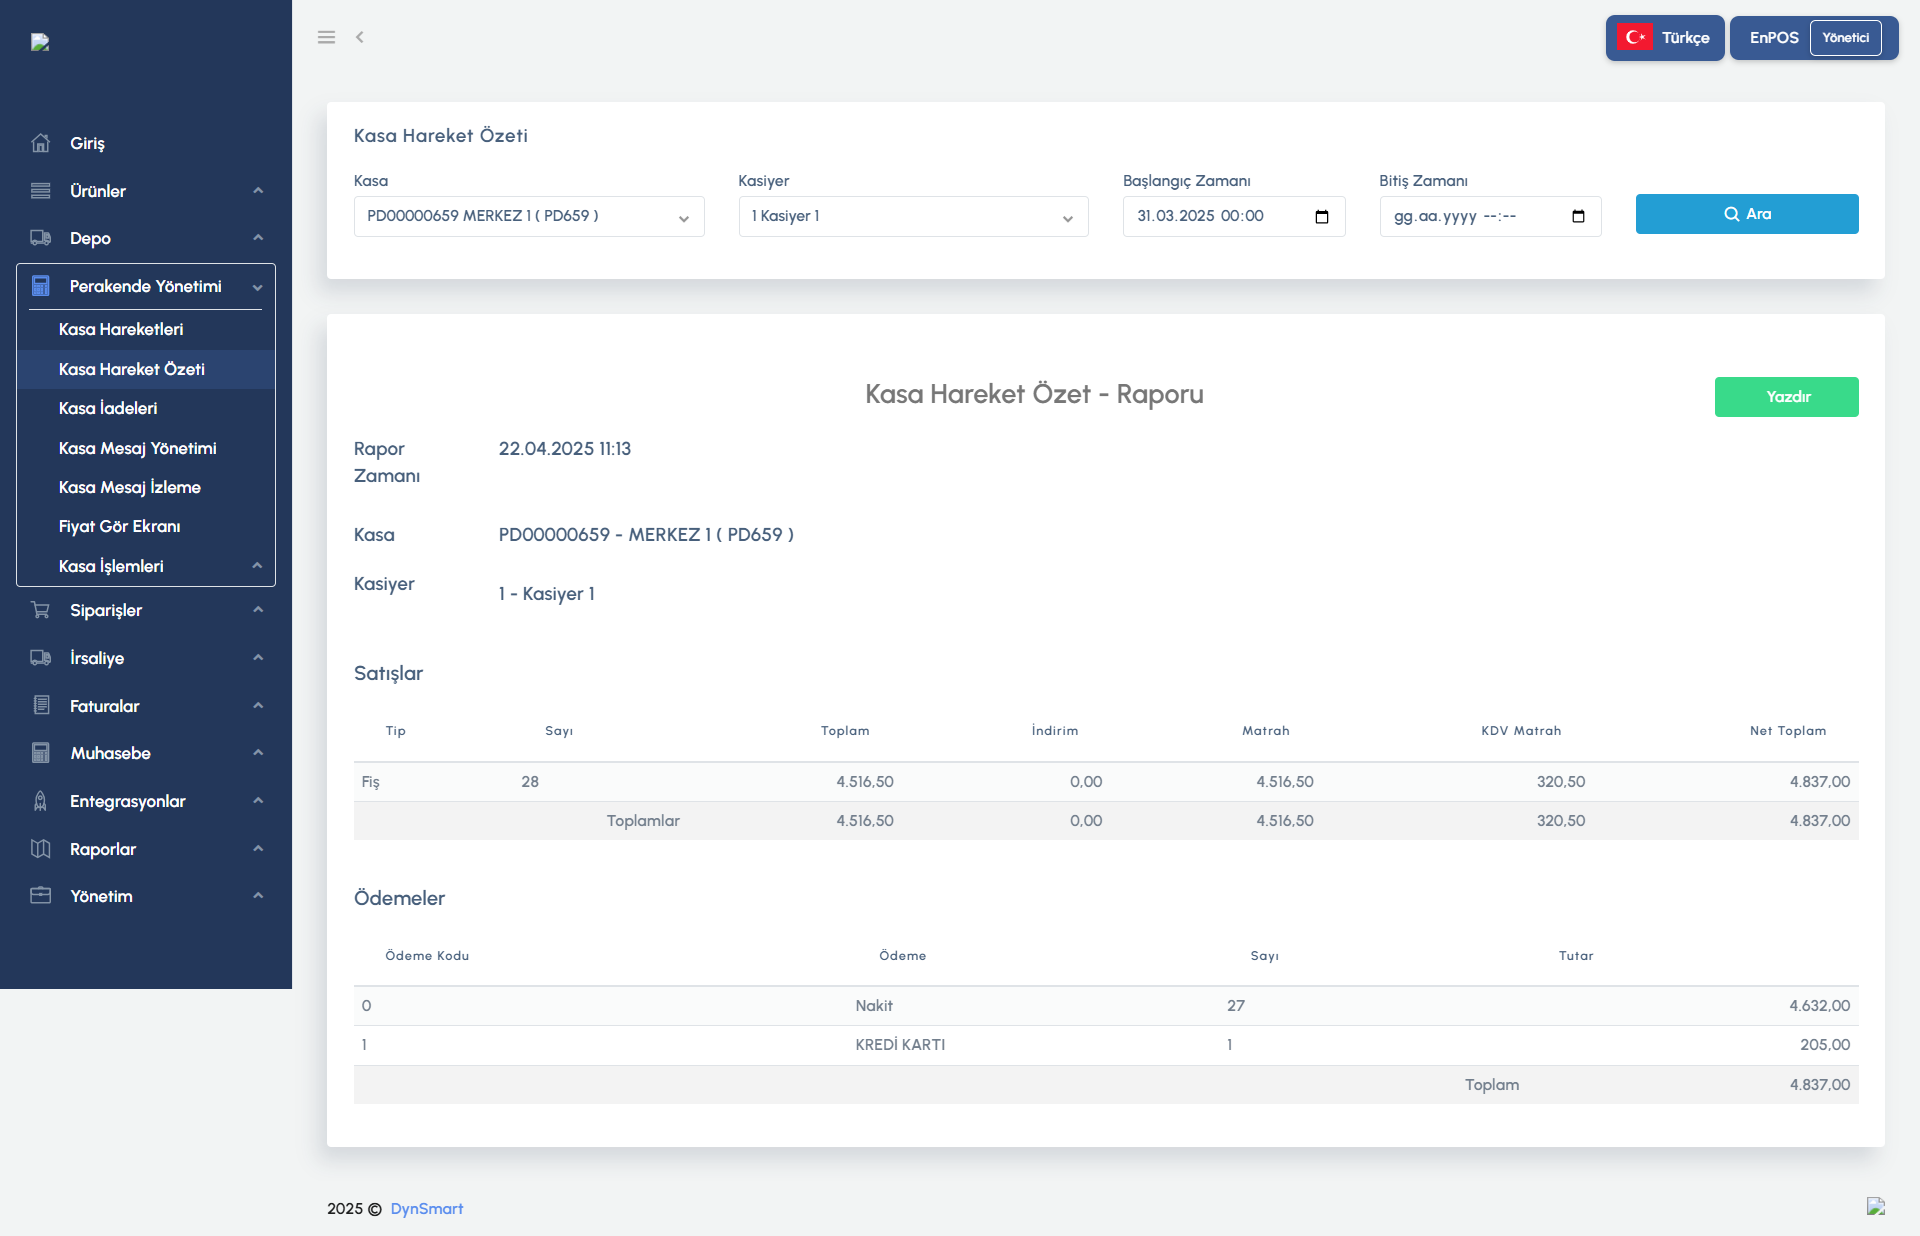 Türkçe
EnPOS Yönetici
Giriş
Ürünler
Depo
Perakende Yönetimi
Kasa Hareketleri
Kasa Hareket Özeti
Kasa İadeleri
Kasa Mesaj Yönetimi
Kasa Mesaj İzleme
Fiyat Gör Ekranı
Kasa İşlemleri
Siparişler
İrsaliye
Faturalar
Muhasebe
Entegrasyonlar
Raporlar
Yönetim
Kasa Hareket Özeti
Kasa Kasiyer Başlangıç Zamanı Bitiş Zamanı
PD00000659 MERKEZ 1 ( PD659 ) 1 Kasiyer 1 31.03.2025 00:00 gg.aa.yyyy --:-- Ara
Kasa Hareket Özet - Raporu
Yazdır
Rapor Zamanı 22.04.2025 11:13
Kasa PD00000659 - MERKEZ 1 ( PD659 )
Kasiyer 1 - Kasiyer 1
Satışlar
Tip Sayı Toplam İndirim Matrah KDV Matrah Net Toplam
Fiş 28 4.516,50 0,00 4.516,50 320,50 4.837,00
Toplamlar 4.516,50 0,00 4.516,50 320,50 4.837,00
Ödemeler
Ödeme Kodu Ödeme Sayı Tutar
0 Nakit 27 4.632,00
1 KREDİ KARTI 1 205,00
Toplam 4.837,00
2025 © DynSmart